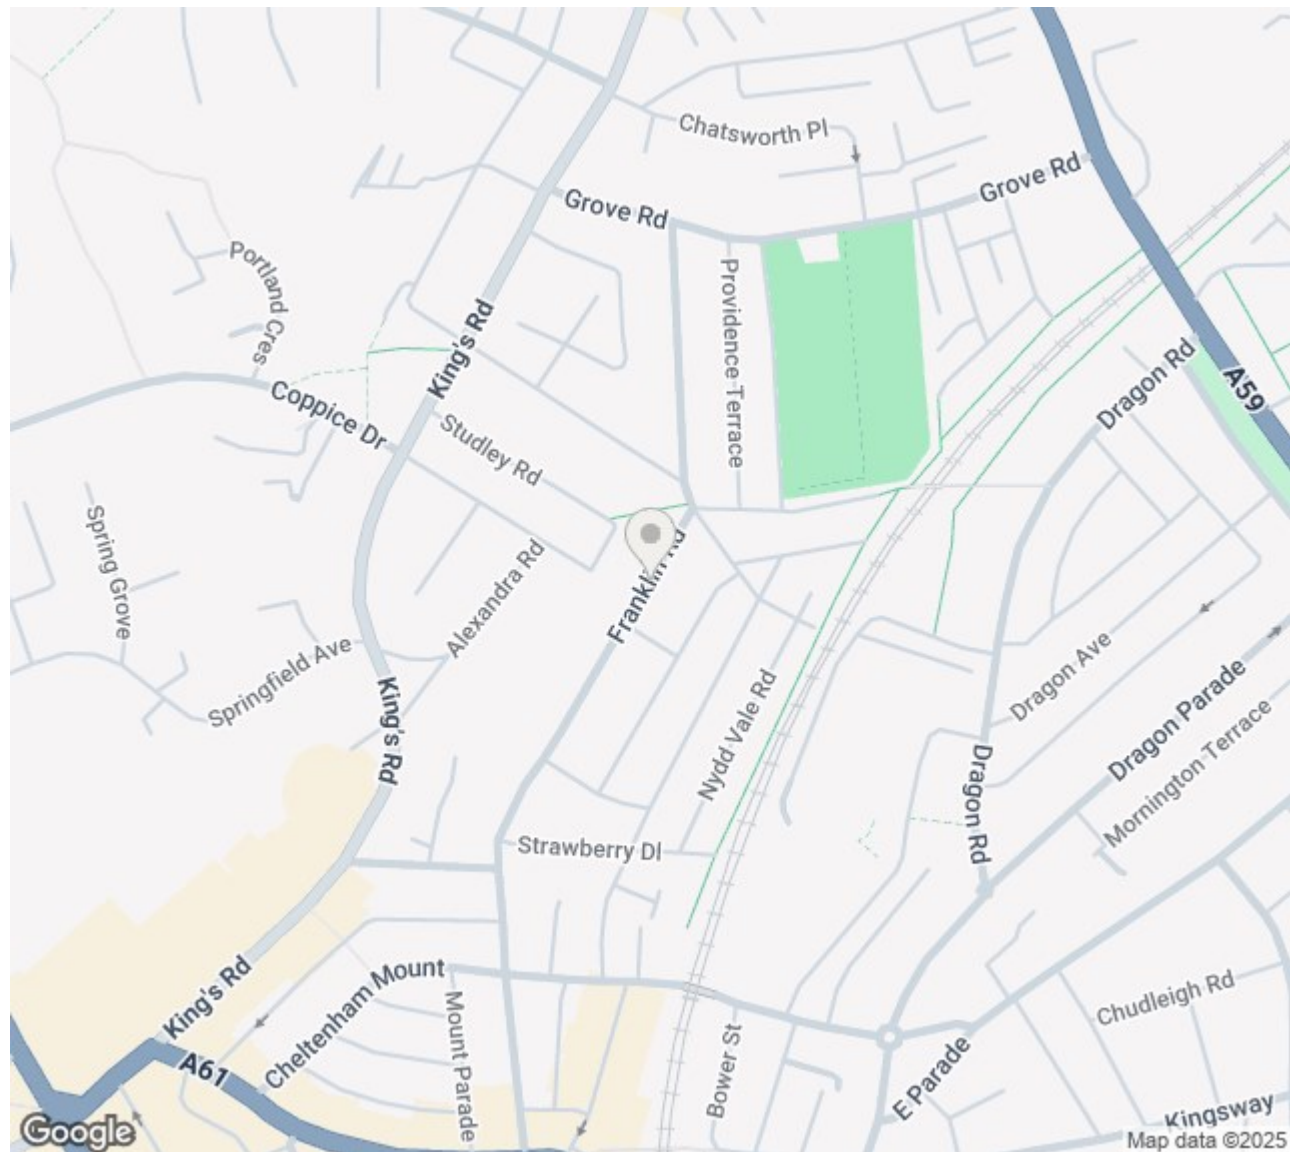 Chatsworth Pl
Grove Rd
Grove Rd
Portland Cres
Providence Terrace
King's Rd
Dragon Rd
A59
Coppice Dr
Studley Rd
Spring Grove
Alexandra Rd
Franklin Rd
Springfield Ave
Dragon Ave
King's Rd
Nydd Vale Rd
Dragon Parade
Mornington Terrace
Dragon Rd
Strawberry Dl
King's Rd
Cheltenham Mount
Mount Parade
Chudleigh Rd
A61
Bower St
E Parade
Kingsway
Google
Map data ©2025